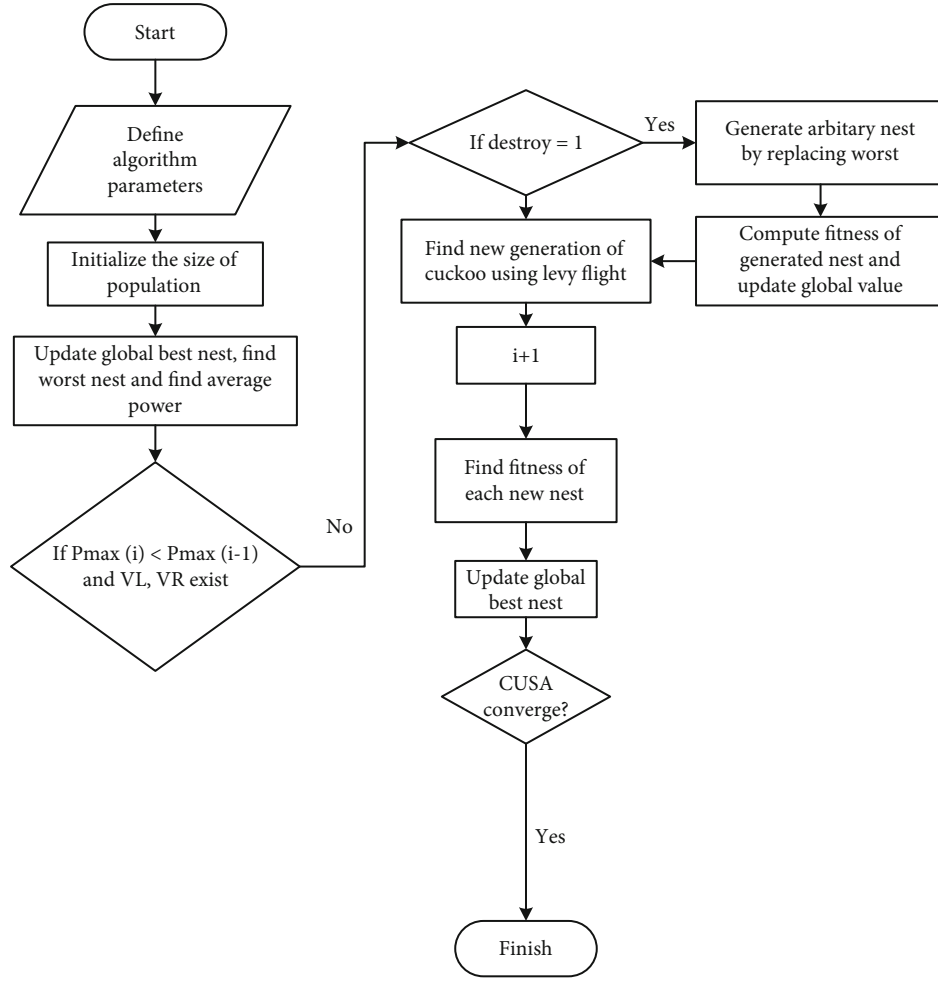 Start
Define
algorithm
parameters
Initialize the size of
population
Update global best nest, find
worst nest and find average
power
If Pmax (i) < Pmax (i-1)
and VL, VR exist
No
If destroy = 1
Yes
Generate arbitary nest
by replacing worst
Compute fitness of
generated nest and
update global value
Find new generation of
cuckoo using levy flight
i+1
Find fitness of
each new nest
Update global
best nest
CUSA
converge?
Yes
Finish